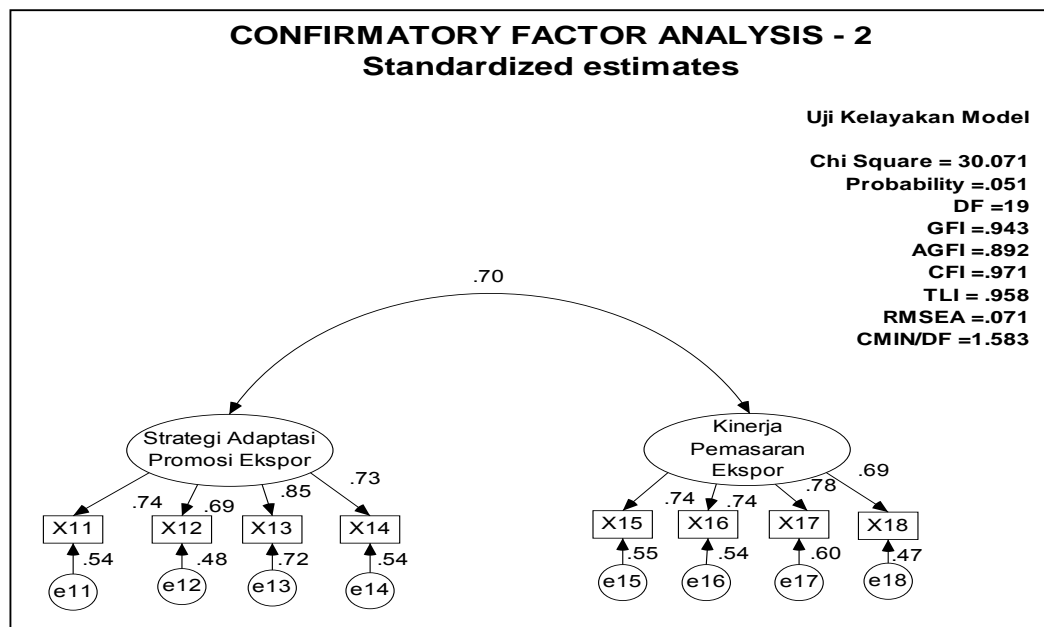 CONFIRMATORY FACTOR ANALYSIS - 2
Standardized estimates
Uji Kelayakan Model
Chi Square = 30.071
Probability =.051
DF =19
GFI =.943
AGFI =.892
CFI =.971
TLI = .958
RMSEA =.071
CMIN/DF =1.583
.70
Strategi Adaptasi
Promosi Ekspor
Kinerja
Pemasaran
Ekspor
.74
.69
.85
.73
.74
.74
.78
.69
X11
X12
X13
X14
X15
X16
X17
X18
.54
.48
.72
.54
.55
.54
.60
.47
e11
e12
e13
e14
e15
e16
e17
e18